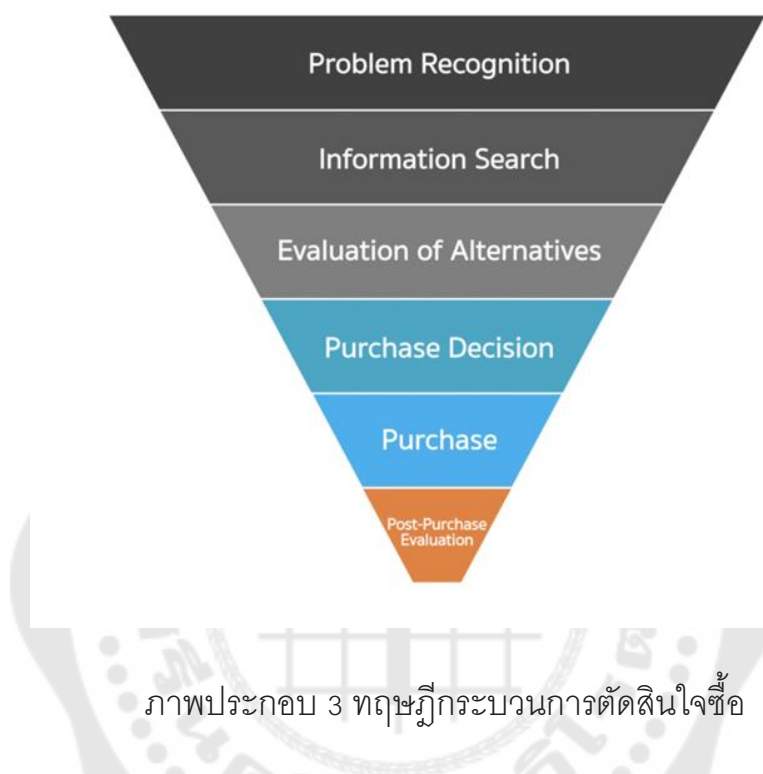 Problem Recognition
Information Search
Evaluation of Alternatives
Purchase Decision
Purchase
Post-Purchase
Evaluation
ภาพประกอบ 3 ทฤษฎีกระบวนการตัดสินใจซื้อ